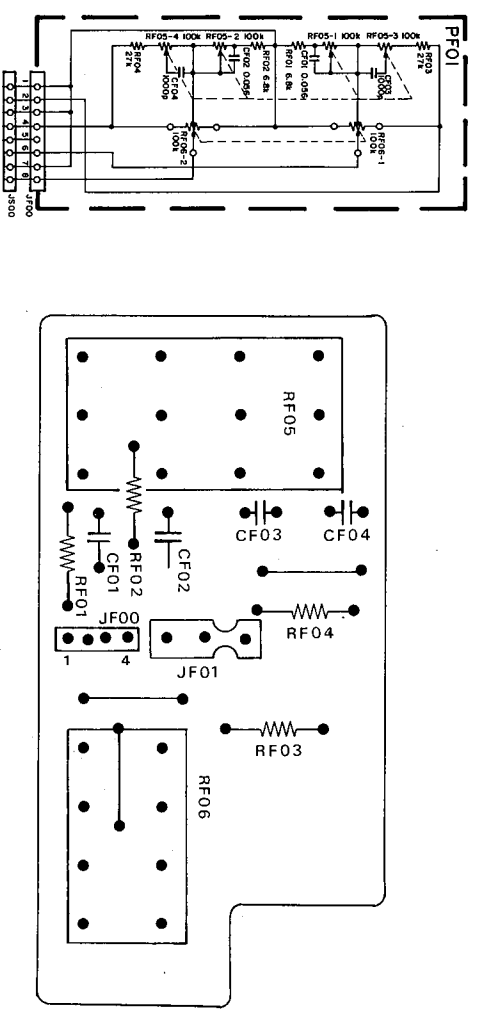 PF01
RF05-4 100k
RF05-2 100k
RF05-1 100k
RF05-3 100k
RF04
27k
CF04
1000p
CF02 0.056μ
RF02 6.8k
RF01 6.8k
CF01 0.056μ
CF03
1000p
RF03
27k
RF06-2
100k
RF06-1
100k
1 2 3 4 5 6 7 8
JS00
JF00
RF05
CF03
CF04
RF01
CF01
RF02
CF02
RF04
JF00
1
4
JF01
RF03
RF06